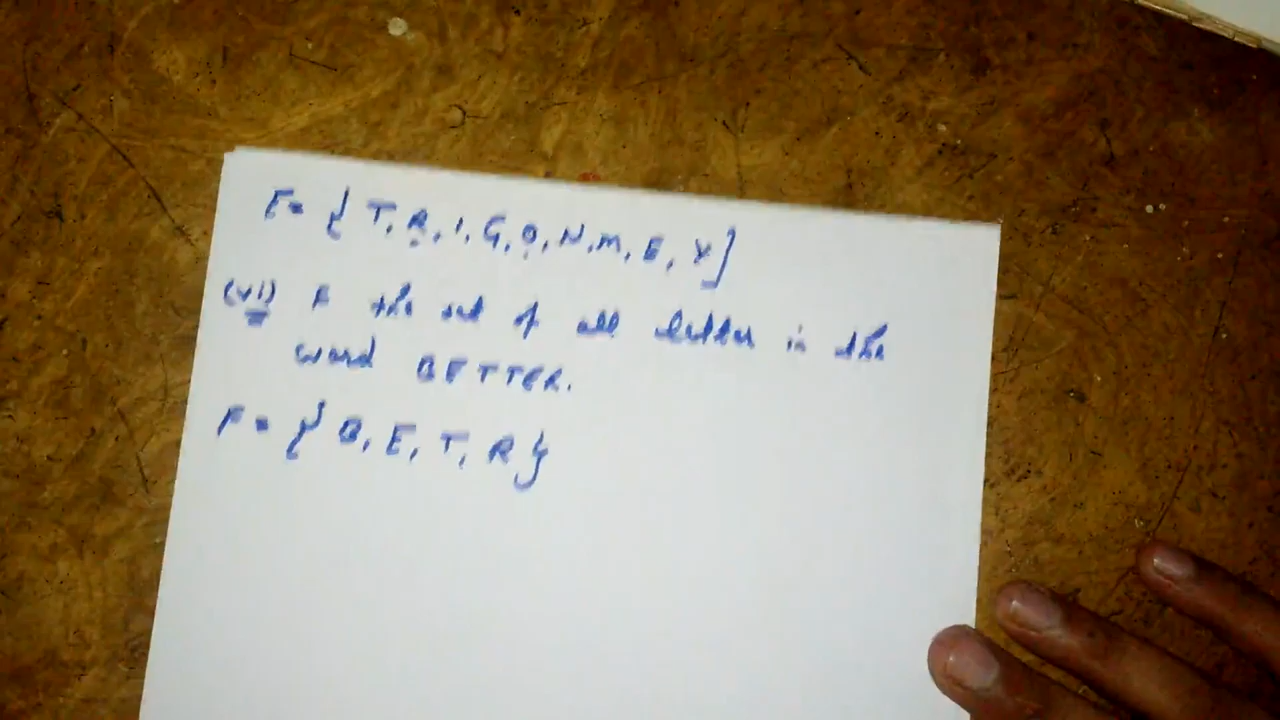 E = { T, R, I, G, O, N, M, E, Y }
(vi) F the set of all letter in the
word BETTER.
F = { B, E, T, R }